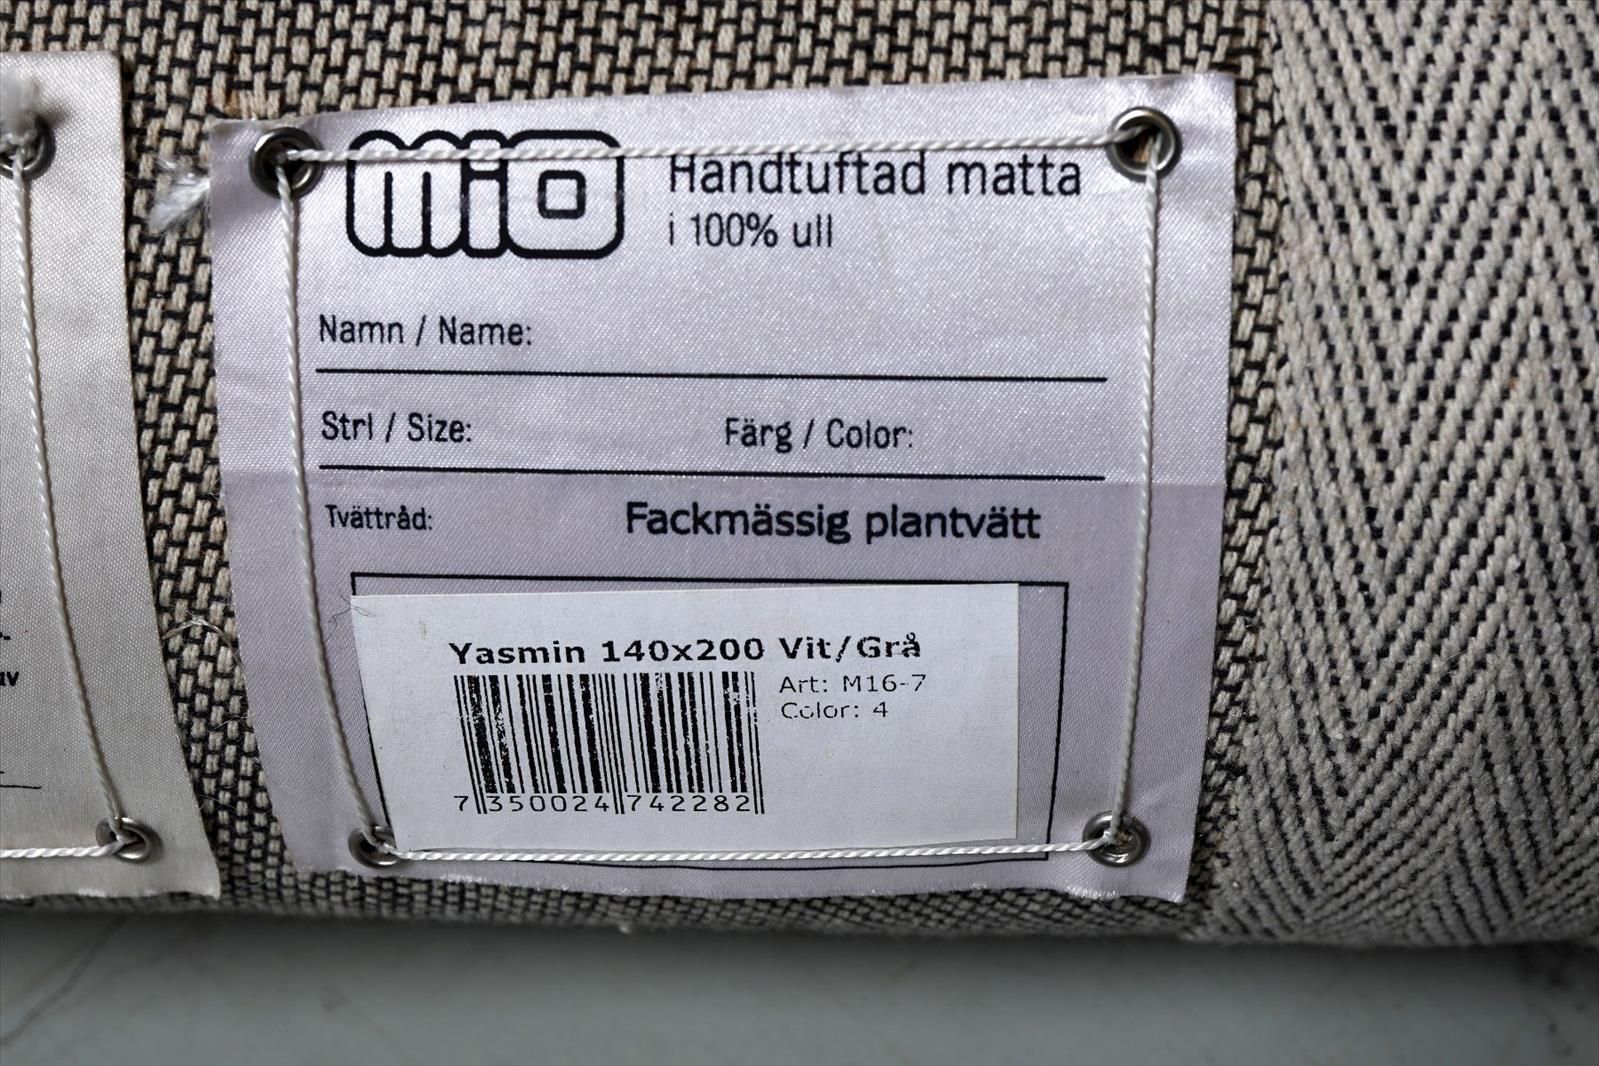 mio
Handtuftad matta
i 100% ull
Namn / Name:
Strl / Size: Färg / Color:
Tvättråd: Fackmässig plantvätt
Yasmin 140x200 Vit/Grå
Art: M16-7
Color: 4
7 350024 742282